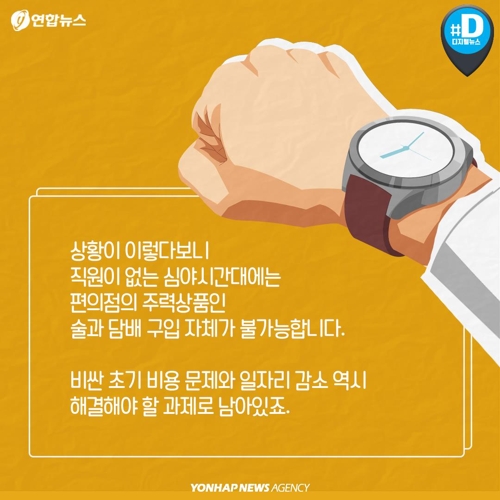 연합뉴스
#D
디지털뉴스
상황이 이렇다보니
직원이 없는 심야시간대에는
편의점의 주력상품인
술과 담배 구입 자체가 불가능합니다.
비싼 초기 비용 문제와 일자리 감소 역시
해결해야 할 과제로 남아있죠.
YONHAP NEWS AGENCY